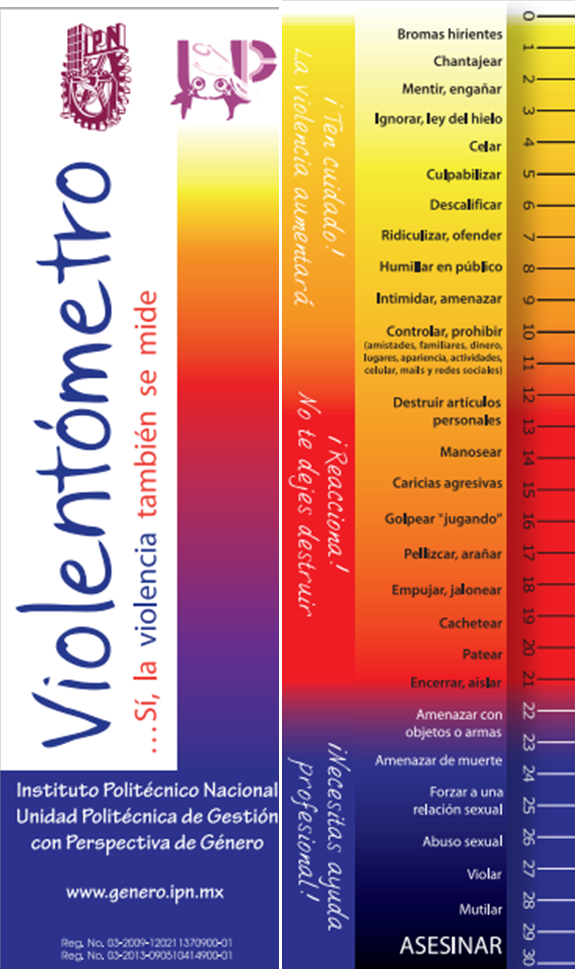 IPN
Violentómetro
...Sí, la violencia también se mide
Instituto Politécnico Nacional
Unidad Politécnica de Gestión
con Perspectiva de Género
www.genero.ipn.mx
Reg. No. 03-2009-120211370900-01
Reg. No. 03-2013-090510414900-01
¡Ten cuidado!
La violencia aumentará
¡Reacciona!
No te dejes destruir
¡Necesitas ayuda
profesional!
Bromas hirientes
Chantajear
Mentir, engañar
Ignorar, ley del hielo
Celar
Culpabilizar
Descalificar
Ridiculizar, ofender
Humillar en público
Intimidar, amenazar
Controlar, prohibir
(amistades, familiares, dinero,
lugares, apariencia, actividades,
celular, mails y redes sociales)
Destruir artículos
personales
Manosear
Caricias agresivas
Golpear "jugando"
Pellizcar, arañar
Empujar, jalonear
Cachetear
Patear
Encerrar, aislar
Amenazar con
objetos o armas
Amenazar de muerte
Forzar a una
relación sexual
Abuso sexual
Violar
Mutilar
ASESINAR
0
1
2
3
4
5
6
7
8
9
10
11
12
13
14
15
16
17
18
19
20
21
22
23
24
25
26
27
28
29
30